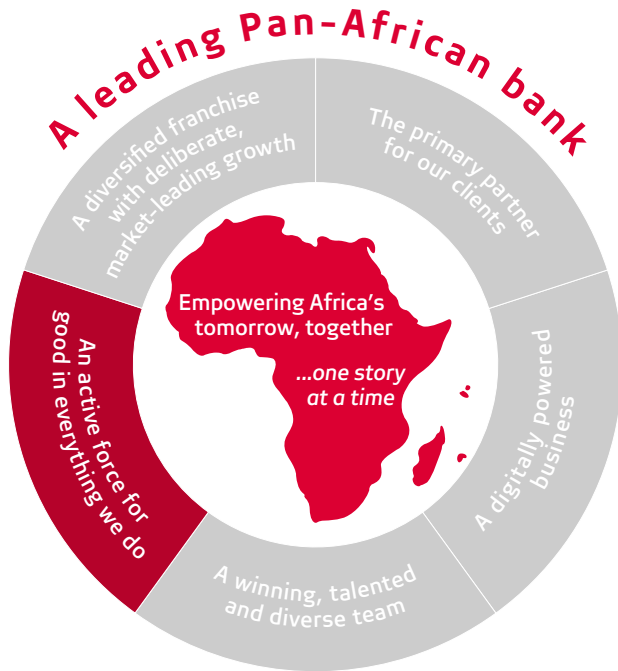 A leading Pan-African bank
A diversified franchise
with deliberate,
market-leading growth
The primary partner
for our clients
A digitally powered
business
A winning, talented
and diverse team
An active force for
good in everything we do
Empowering Africa's
tomorrow, together
...one story
at a time